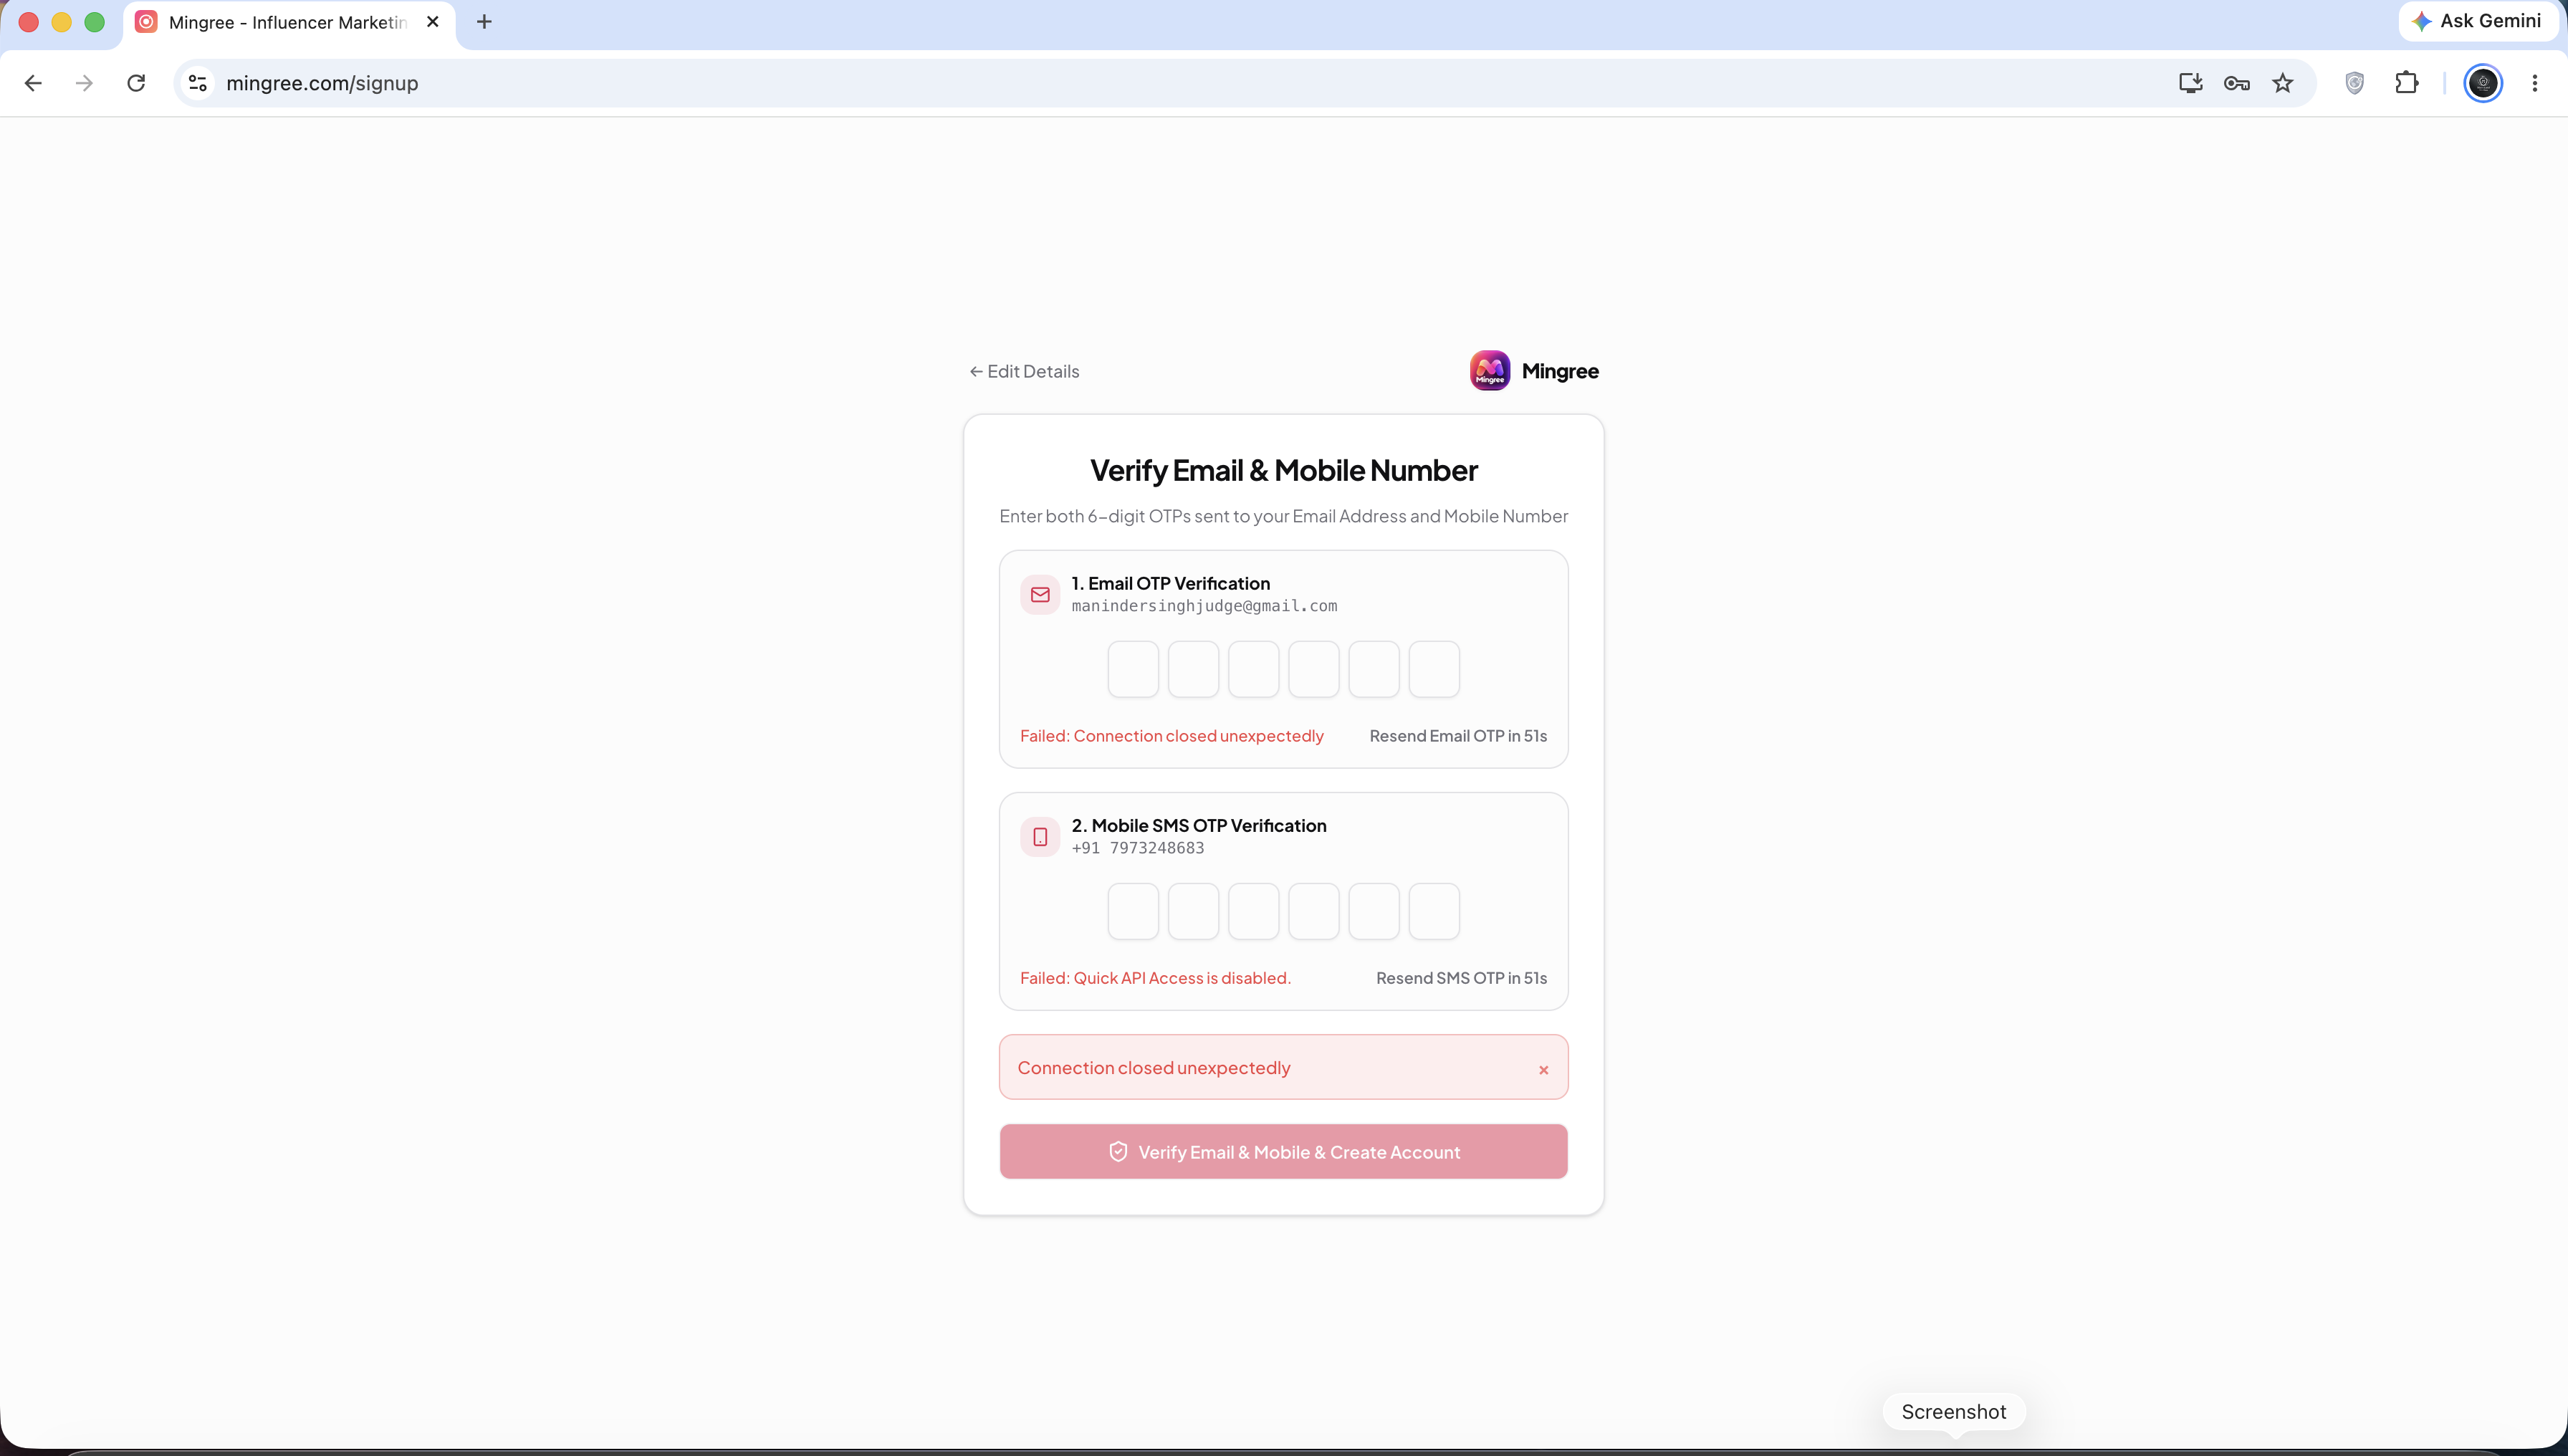 Mingree - Influencer Marketin
Ask Gemini
mingree.com/signup
← Edit Details
Mingree
Mingree
Verify Email & Mobile Number
Enter both 6-digit OTPs sent to your Email Address and Mobile Number
1. Email OTP Verification
manindersinghjudge@gmail.com
Failed: Connection closed unexpectedly
Resend Email OTP in 51s
2. Mobile SMS OTP Verification
+91 7973248683
Failed: Quick API Access is disabled.
Resend SMS OTP in 51s
Connection closed unexpectedly
×
Verify Email & Mobile & Create Account
Screenshot